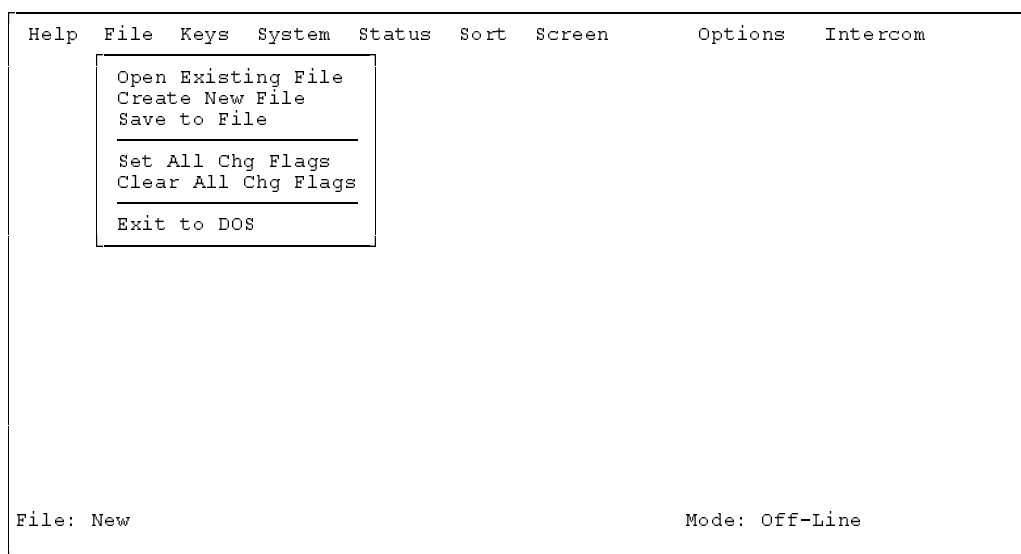 Help File Keys System Status Sort Screen Options Intercom
Open Existing File
Create New File
Save to File
Set All Chg Flags
Clear All Chg Flags
Exit to DOS
File: New Mode: Off-Line